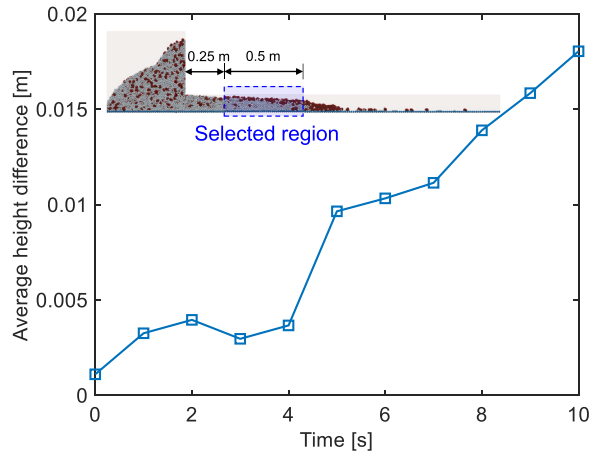 0.02
0.015
0.01
0.005
0
Average height difference [m]
0.25 m
0.5 m
Selected region
0 2 4 6 8 10
Time [s]